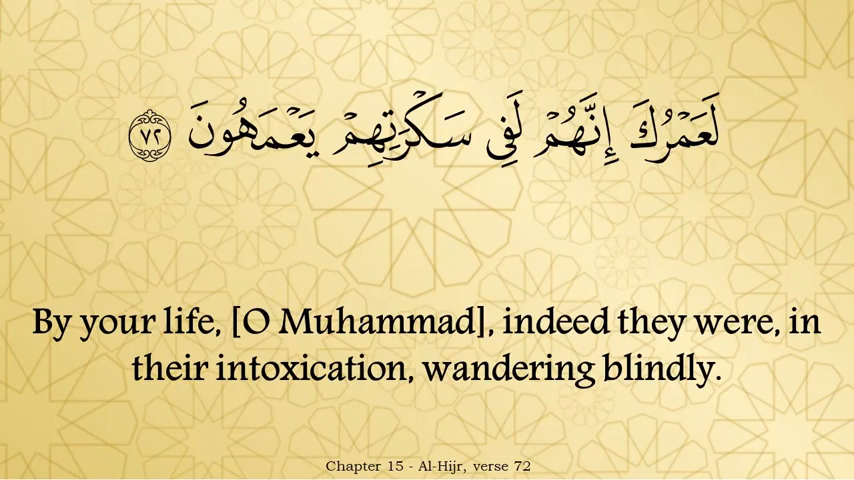 لَعَمْرُكَ إِنَّهُمْ لَفِي سَكْرَتِهِمْ يَعْمَهُونَ ٧٢
By your life, [O Muhammad], indeed they were, in
their intoxication, wandering blindly.
Chapter 15 - Al-Hijr, verse 72